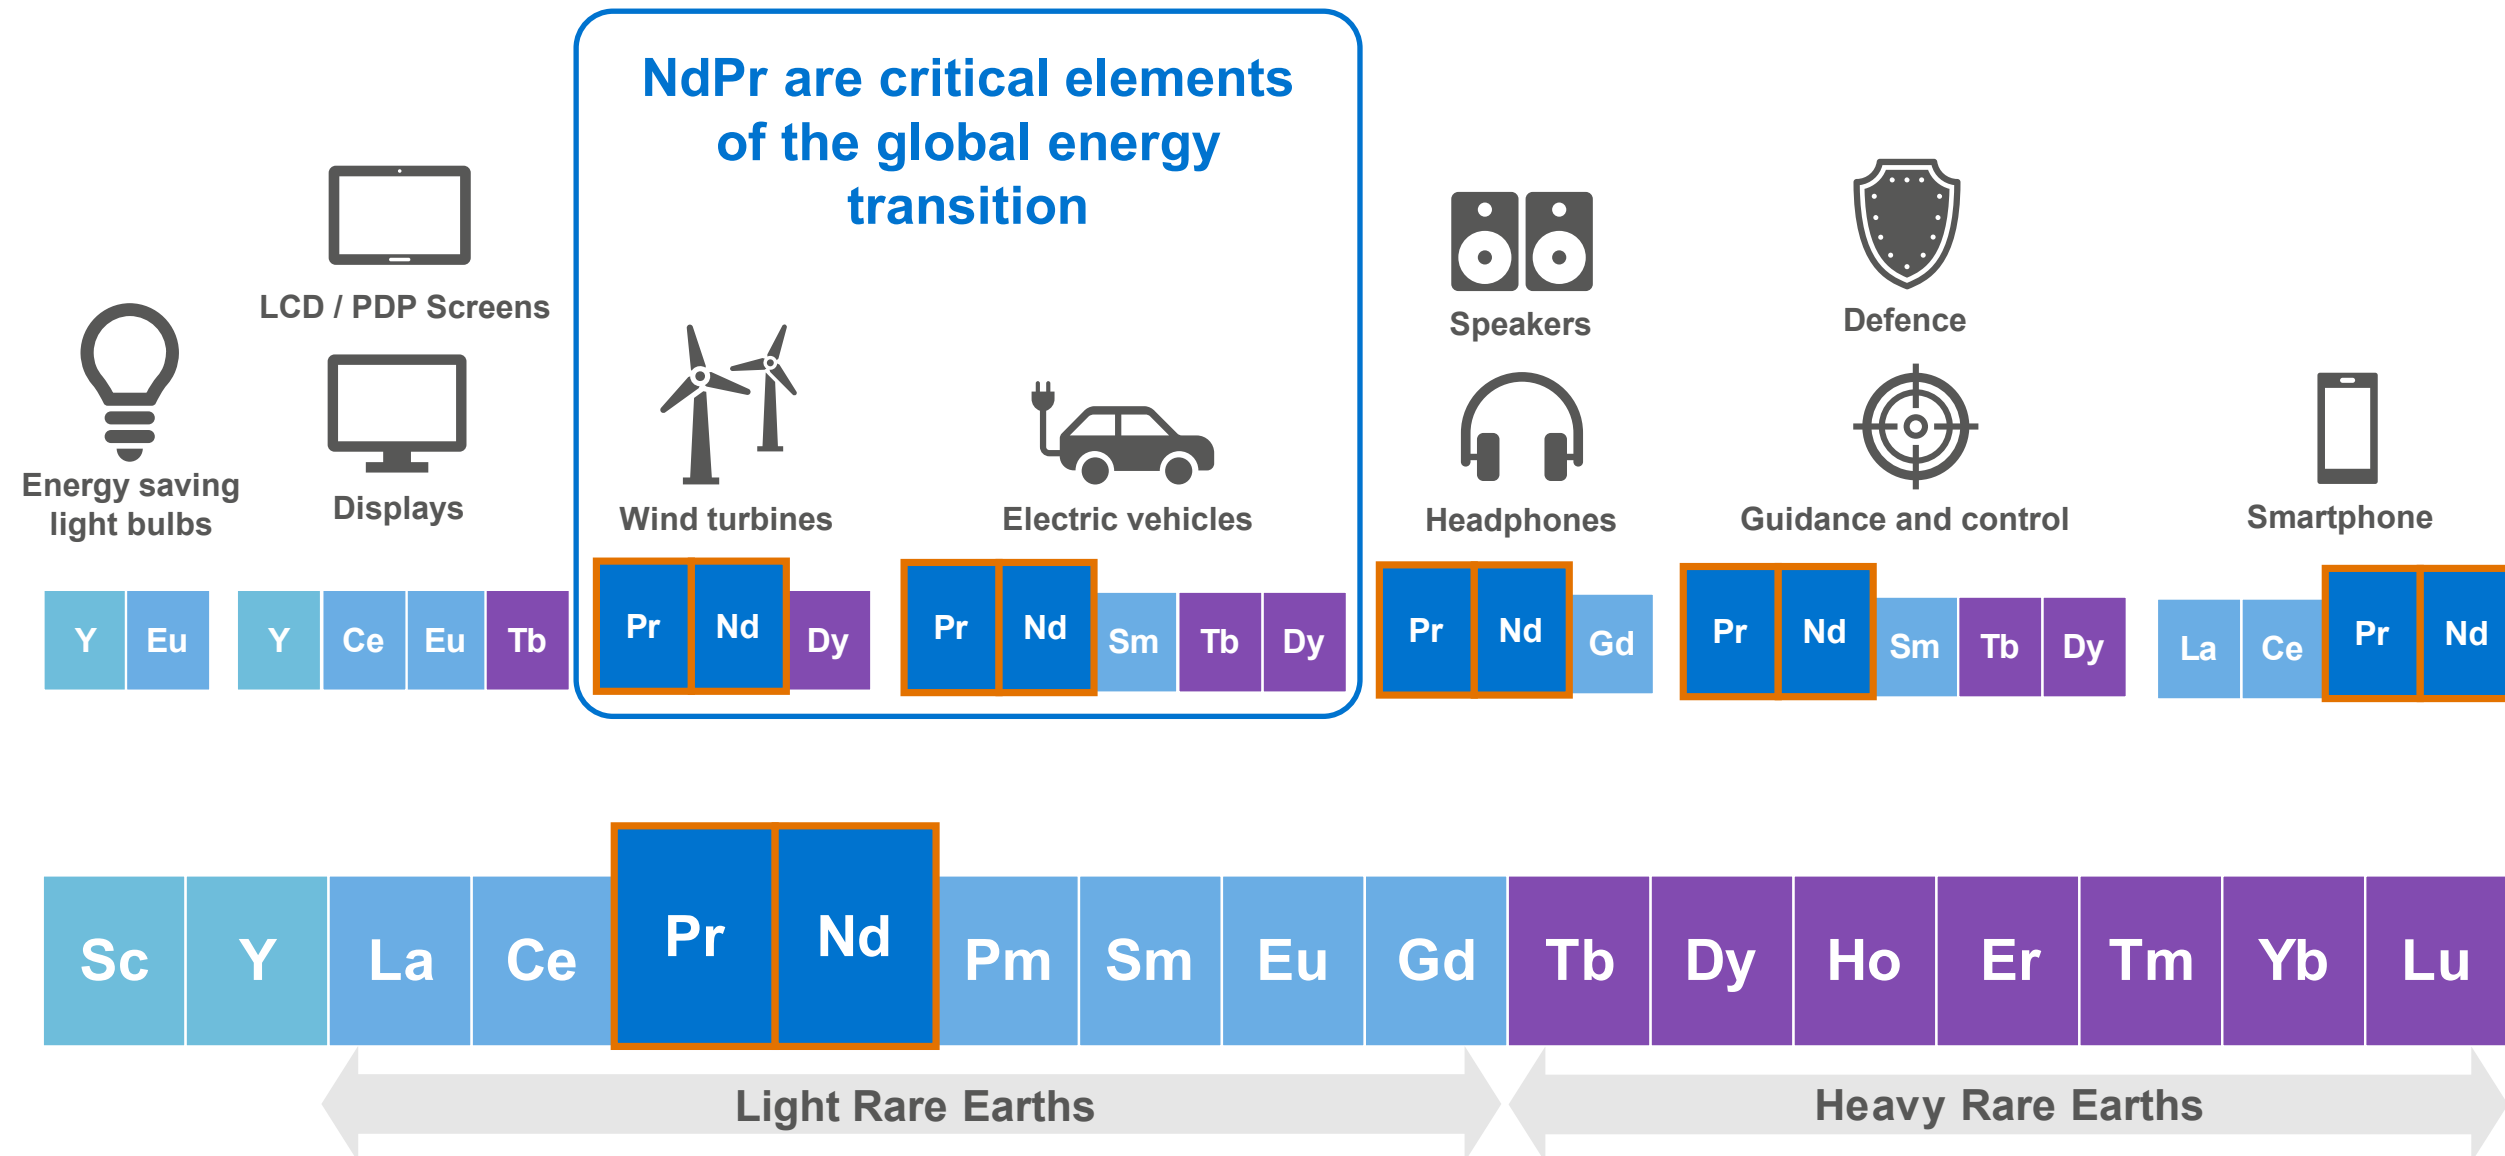 NdPr are critical elements
of the global energy
transition
LCD / PDP Screens
Speakers
Defence
Energy saving
light bulbs
Displays
Wind turbines
Electric vehicles
Headphones
Guidance and control
Smartphone
Y Eu
Y Ce Eu Tb
Pr Nd Dy
Pr Nd Sm Tb Dy
Pr Nd Gd
Pr Nd Sm Tb Dy
La Ce Pr Nd
Sc Y La Ce Pr Nd Pm Sm Eu Gd Tb Dy Ho Er Tm Yb Lu
Light Rare Earths
Heavy Rare Earths